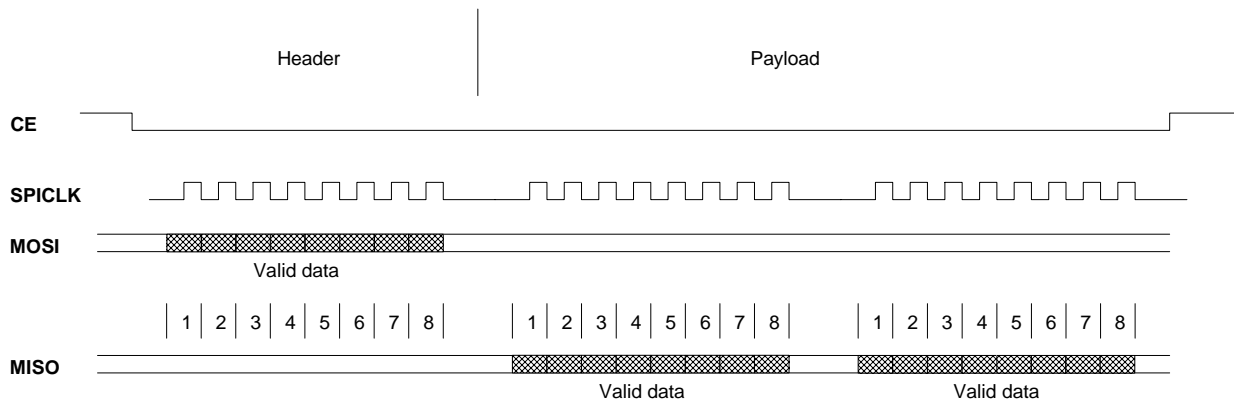 Header Payload
CE
SPICLK
MOSI
Valid data
1 2 3 4 5 6 7 8 1 2 3 4 5 6 7 8 1 2 3 4 5 6 7 8
MISO
Valid data Valid data